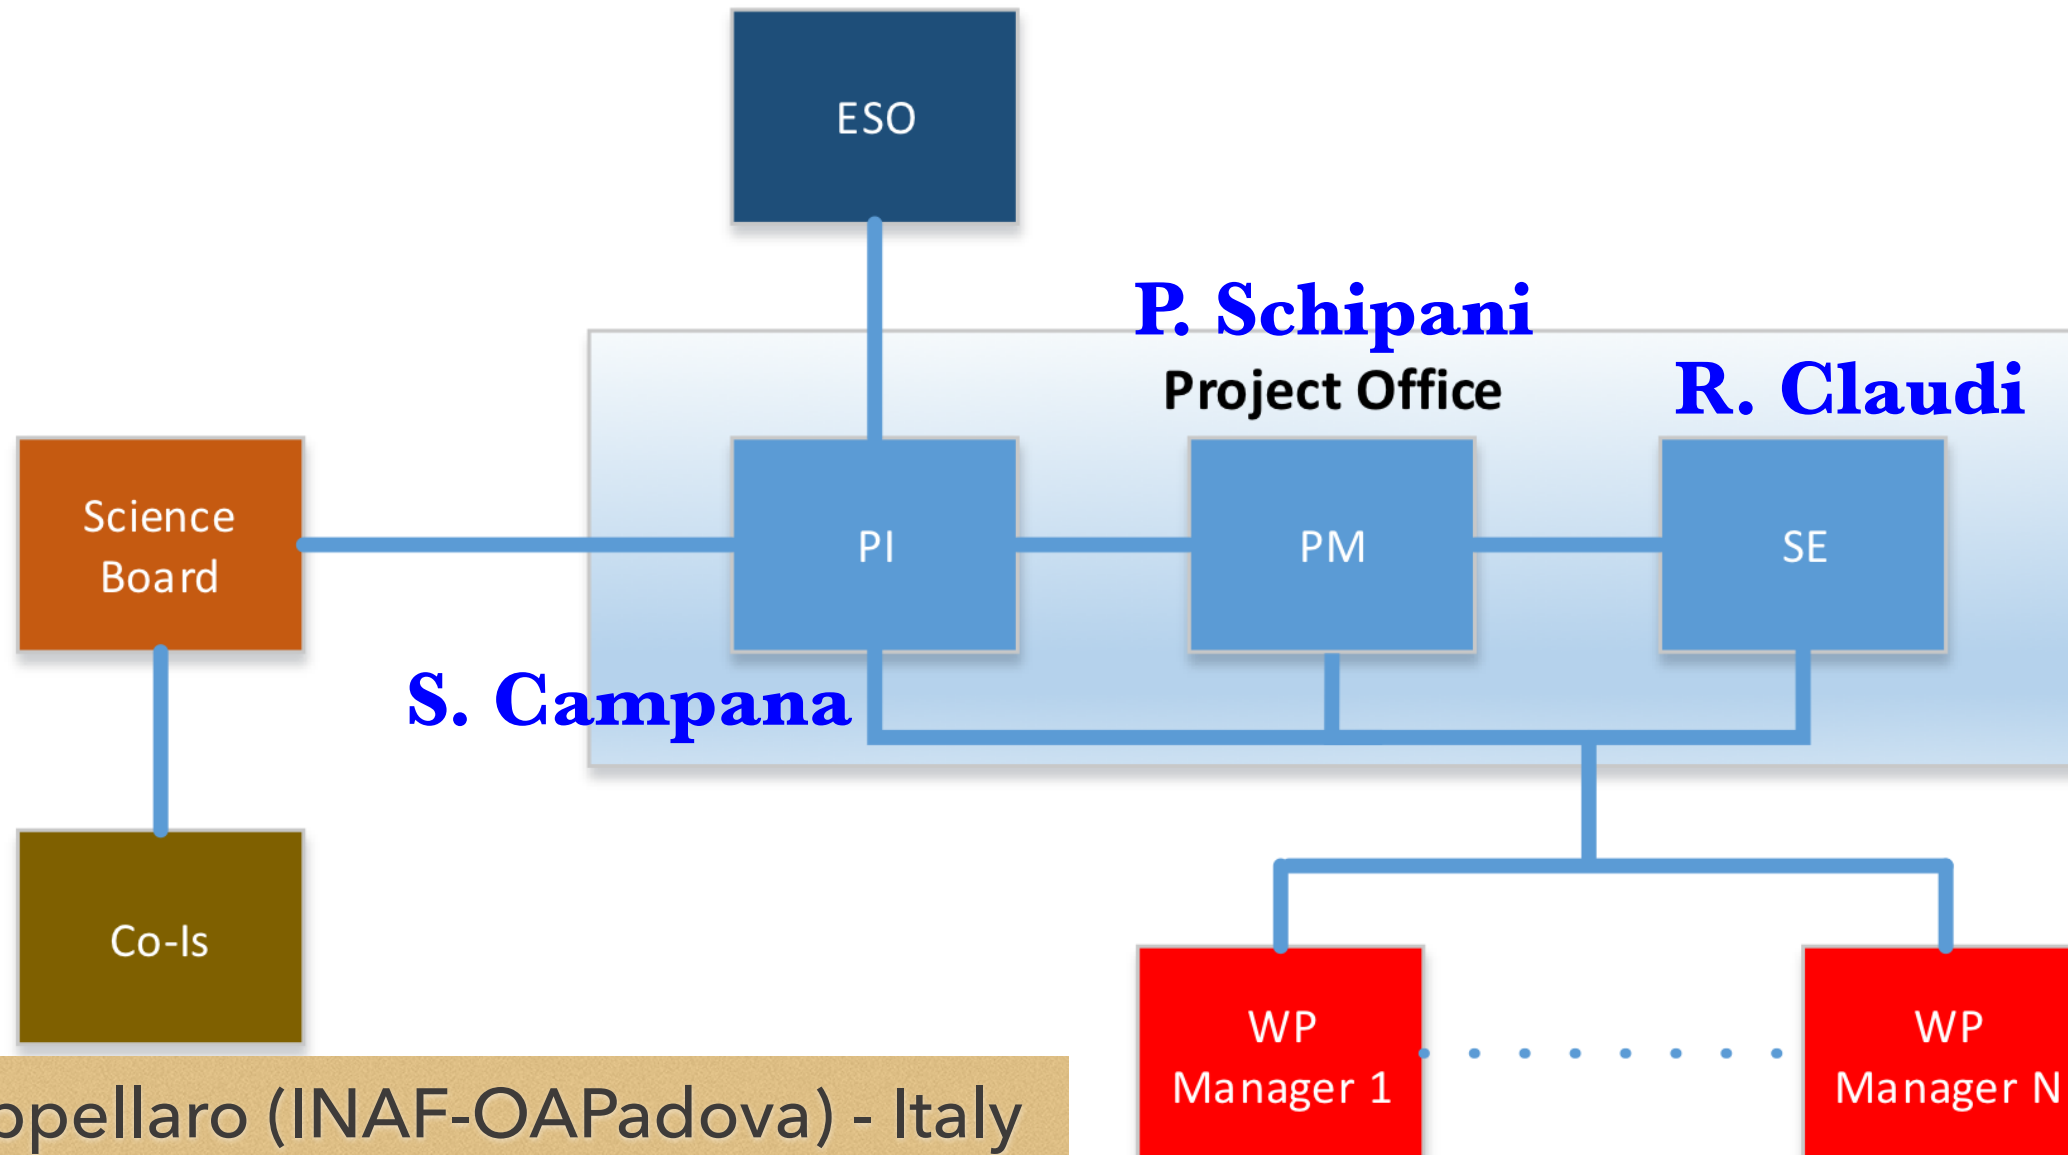 ESO
P. Schipani
Project Office
R. Claudi
Science
Board
PI
PM
SE
S. Campana
Co-Is
WP
Manager 1
WP
Manager N
(INAF-OAPadova) - Italy